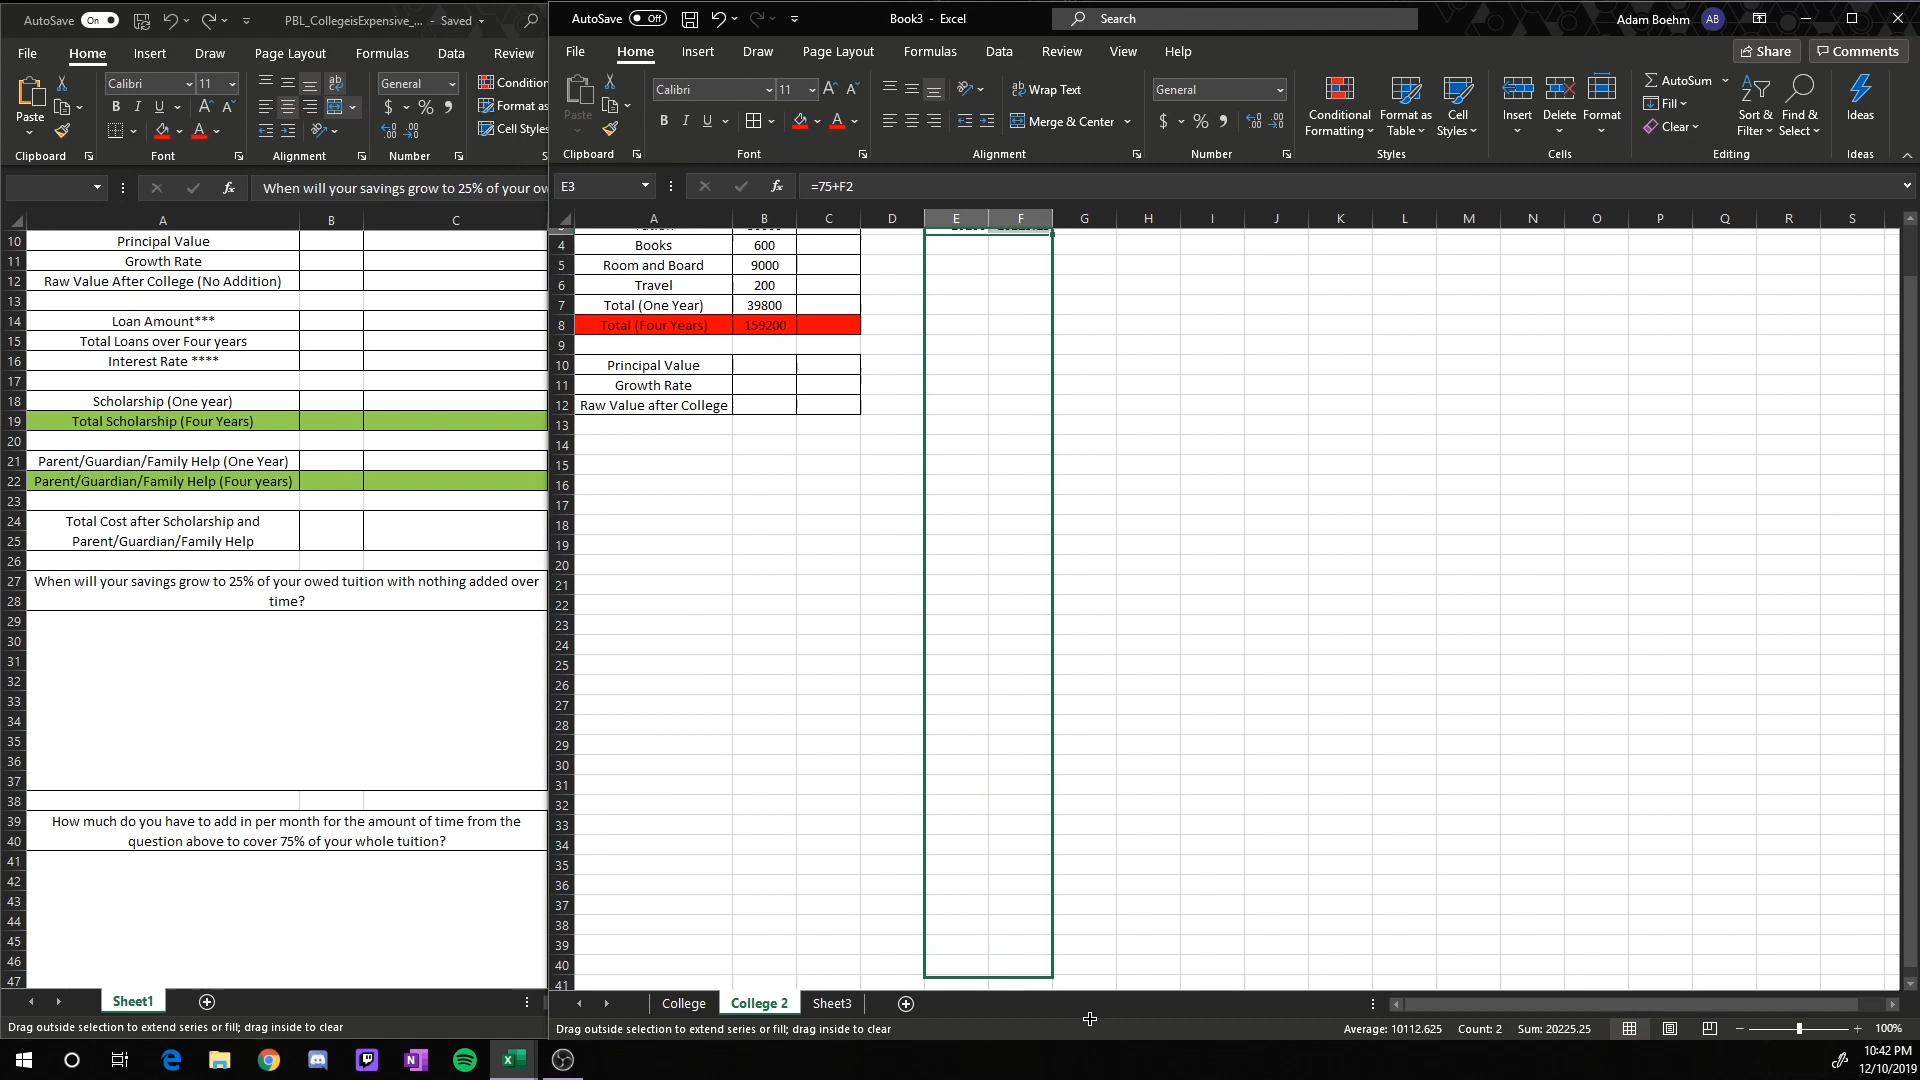 AutoSave On PBL_CollegeisExpensive_... - Saved
File Home Insert Draw Page Layout Formulas Data Review
Paste
Calibri 11
B I U A A
A
ab
General
$ % 9
Condition
Format as
Cell Styles
Clipboard Font Alignment Number
fx When will your savings grow to 25% of your ow
A B C
10 Principal Value
11 Growth Rate
12 Raw Value After College (No Addition)
13
14 Loan Amount***
15 Total Loans over Four years
16 Interest Rate ****
17
18 Scholarship (One year)
19 Total Scholarship (Four Years)
20
21 Parent/Guardian/Family Help (One Year)
22 Parent/Guardian/Family Help (Four years)
23
24 Total Cost after Scholarship and
25 Parent/Guardian/Family Help
26
27 When will your savings grow to 25% of your owed tuition with nothing added over
28 time?
29
30
31
32
33
34
35
36
37
38
39 How much do you have to add in per month for the amount of time from the
40 question above to cover 75% of your whole tuition?
41
42
43
44
45
46
47
Sheet1
Drag outside selection to extend series or fill; drag inside to clear
AutoSave Off Book3 - Excel Search Adam Boehm AB
File Home Insert Draw Page Layout Formulas Data Review View Help Share Comments
Paste
Calibri 11 A A
B I U A
ab Wrap Text
Merge & Center
General
$ % 9
Conditional Formatting
Format as Table
Cell Styles
Insert Delete Format
AutoSum
Fill
Clear
Sort & Filter
Find & Select
Ideas
Clipboard Font Alignment Number Styles Cells Editing Ideas
E3 fx =75+F2
A B C D E F G H I J K L M N O P Q R S
4 Books 600
5 Room and Board 9000
6 Travel 200
7 Total (One Year) 39800
8 Total (Four Years) 159200
9
10 Principal Value
11 Growth Rate
12 Raw Value after College
13
14
15
16
17
18
19
20
21
22
23
24
25
26
27
28
29
30
31
32
33
34
35
36
37
38
39
40
41
College College 2 Sheet3
Drag outside selection to extend series or fill; drag inside to clear Average: 10112.625 Count: 2 Sum: 20225.25 100%
10:42 PM
12/10/2019